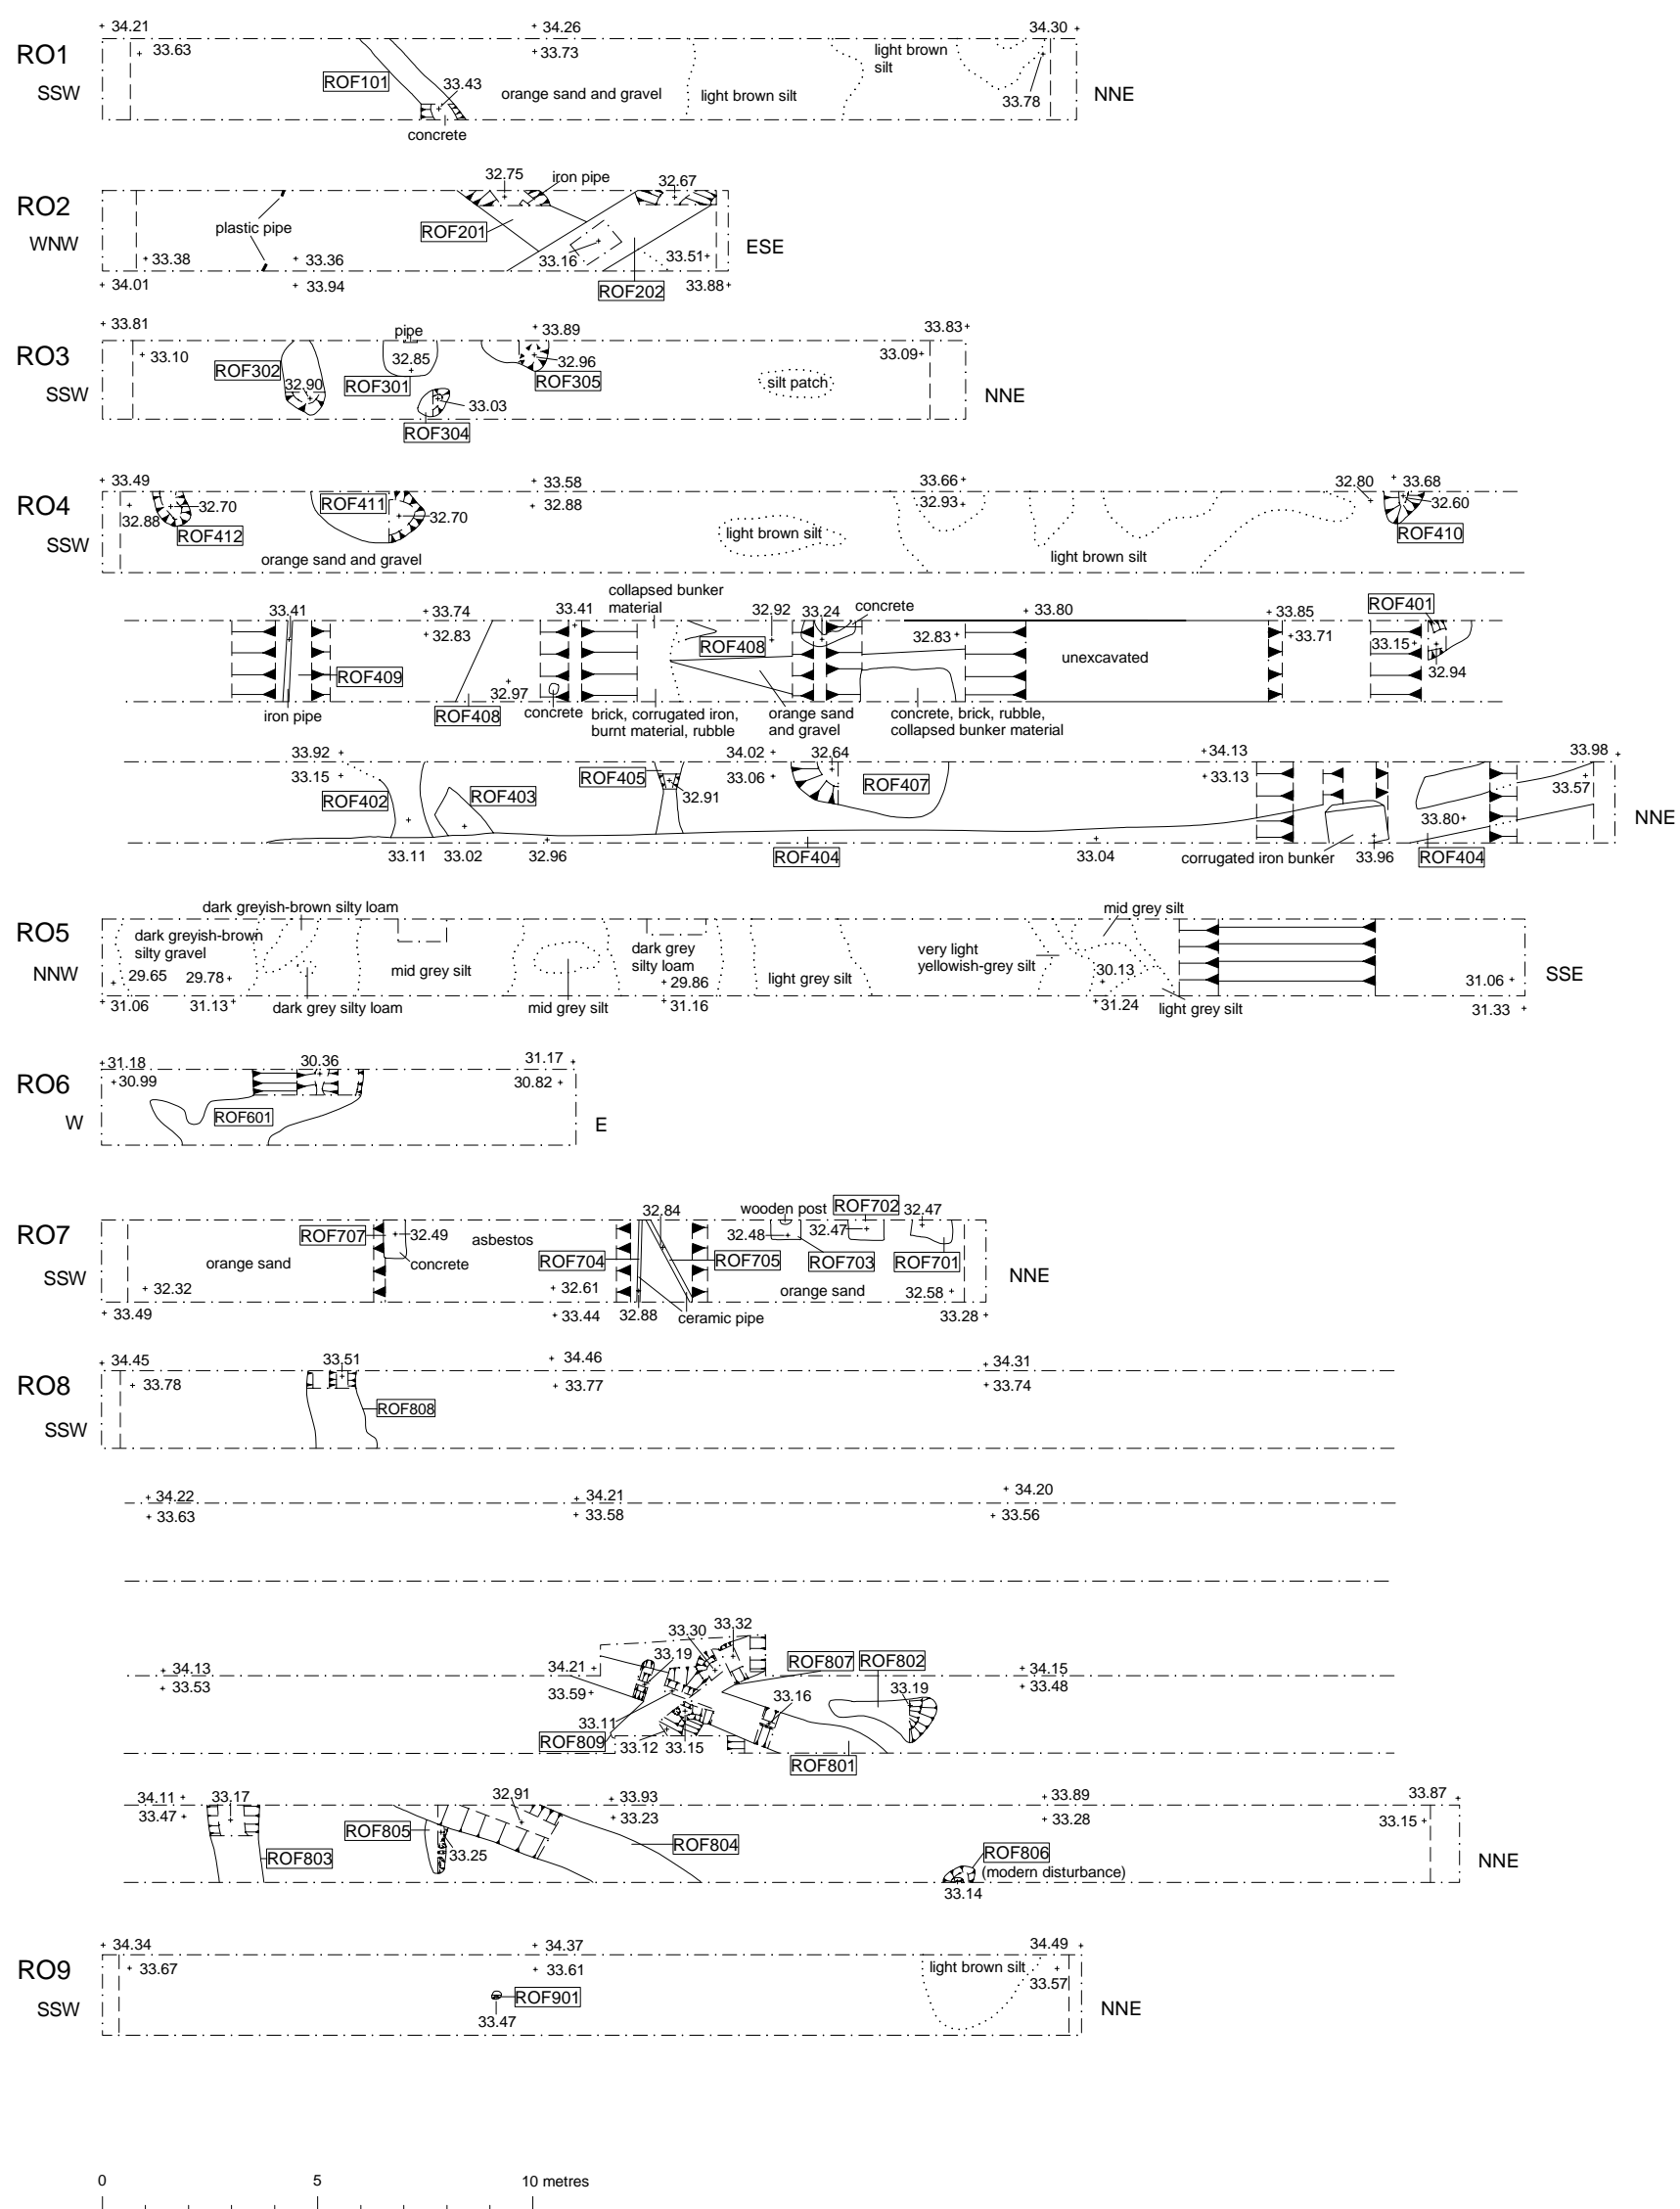 34.21
34.26
34.30
RO1
33.63
33.73
light brown
silt
ROF101
33.43
SSW
orange sand and gravel
light brown silt
33.78
NNE
concrete
32.75
iron pipe
32.67
RO2
plastic pipe
ROF201
WNW
ESE
33.38
33.36
33.16
33.51
34.01
33.94
ROF202
33.88
33.81
pipe
33.89
33.83
RO3
33.10
32.85
32.96
33.09
ROF302
32.90
ROF301
ROF305
silt patch
SSW
NNE
33.03
ROF304
33.49
33.58
33.66
32.80
33.68
RO4
ROF411
32.70
32.88
32.93
32.60
32.88
32.70
ROF412
light brown silt
ROF410
SSW
orange sand and gravel
light brown silt
collapsed bunker
material
33.41
33.74
33.41
32.92
33.24
concrete
33.80
33.85
ROF401
32.83
ROF408
32.83
33.71
33.15
unexcavated
ROF409
32.97
32.94
iron pipe
ROF408
concrete
brick, corrugated iron,
burnt material, rubble
orange sand
and gravel
concrete, brick, rubble,
collapsed bunker material
33.92
34.02
32.64
34.13
33.98
33.15
ROF405
33.06
33.13
ROF402
ROF403
32.91
ROF407
33.57
33.80
NNE
33.11
33.02
32.96
ROF404
33.04
corrugated iron bunker
33.96
ROF404
dark greyish-brown silty loam
mid grey silt
RO5
dark greyish-brown
silty gravel
dark grey
silty loam
very light
yellowish-grey silt
NNW
29.65
29.78
mid grey silt
29.86
light grey silt
30.13
31.06
SSE
31.06
31.13
dark grey silty loam
mid grey silt
31.16
31.24
light grey silt
31.33
31.18
30.36
31.17
RO6
30.99
30.82
ROF601
W
E
32.84
wooden post
ROF702
32.47
RO7
ROF707
32.49
asbestos
32.48
32.47
orange sand
concrete
ROF704
ROF705
ROF703
ROF701
SSW
NNE
32.32
32.61
orange sand
32.58
33.49
33.44
32.88
ceramic pipe
33.28
34.45
33.51
34.46
34.31
RO8
33.78
33.77
33.74
ROF808
SSW
34.22
34.21
34.20
33.63
33.58
33.56
33.30
33.32
34.13
34.21
33.19
ROF807
ROF802
34.15
33.53
33.59
33.16
33.19
33.48
33.11
ROF809
33.12
33.15
ROF801
34.11
33.17
32.91
33.93
33.89
33.87
33.47
33.23
33.28
33.15
ROF805
ROF803
33.25
ROF804
ROF806
(modern disturbance)
NNE
33.14
34.34
34.37
34.49
RO9
33.67
33.61
light brown silt
33.57
ROF901
SSW
33.47
NNE
0
5
10 metres